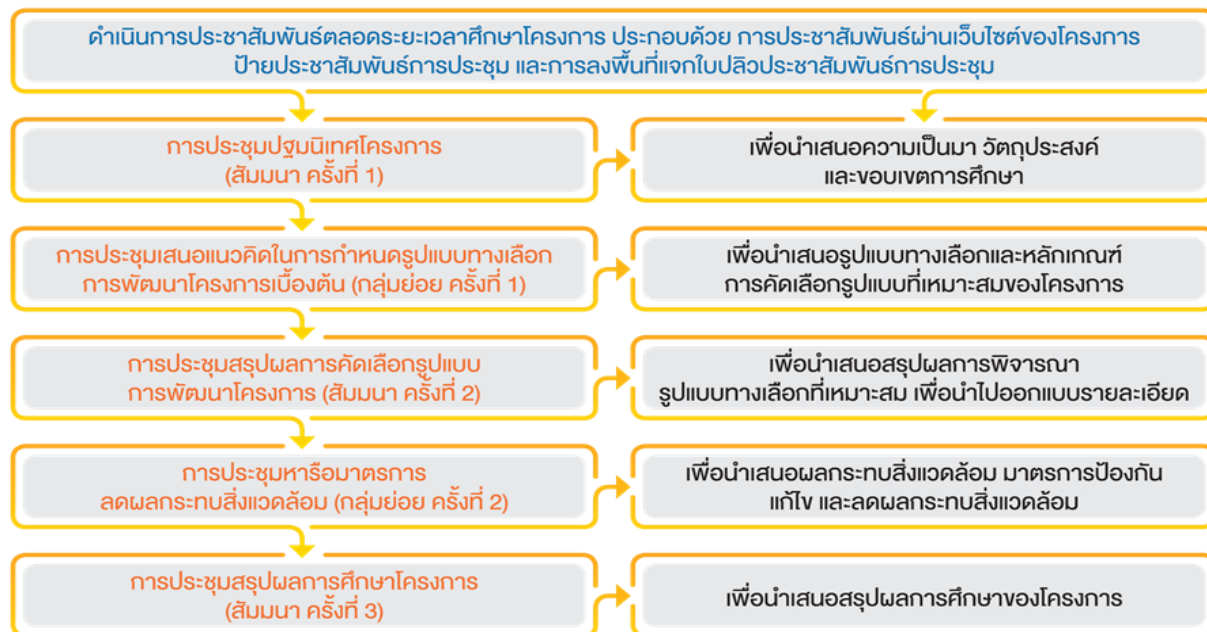 ดำเนินการประชาสัมพันธ์ตลอดระยะเวลาศึกษาโครงการ ประกอบด้วย การประชาสัมพันธ์ผ่านเว็บไซต์ของโครงการ
ป้ายประชาสัมพันธ์การประชุม และการลงพื้นที่แจกใบปลิวประชาสัมพันธ์การประชุม
การประชุมปฐมนิเทศโครงการ
(สัมมนา ครั้งที่ 1)
เพื่อนำเสนอความเป็นมา วัตถุประสงค์
และขอบเขตการศึกษา
การประชุมเสนอแนวคิดในการกำหนดรูปแบบทางเลือก
การพัฒนาโครงการเบื้องต้น (กลุ่มย่อย ครั้งที่ 1)
เพื่อนำเสนอรูปแบบทางเลือกและหลักเกณฑ์
การคัดเลือกรูปแบบที่เหมาะสมของโครงการ
การประชุมสรุปผลการคัดเลือกรูปแบบ
การพัฒนาโครงการ (สัมมนา ครั้งที่ 2)
เพื่อนำเสนอสรุปผลการพิจารณา
รูปแบบทางเลือกที่เหมาะสม เพื่อนำไปออกแบบรายละเอียด
การประชุมหารือมาตรการ
ลดผลกระทบสิ่งแวดล้อม (กลุ่มย่อย ครั้งที่ 2)
เพื่อนำเสนอผลกระทบสิ่งแวดล้อม มาตรการป้องกัน
แก้ไข และลดผลกระทบสิ่งแวดล้อม
การประชุมสรุปผลการศึกษาโครงการ
(สัมมนา ครั้งที่ 3)
เพื่อนำเสนอสรุปผลการศึกษาของโครงการ